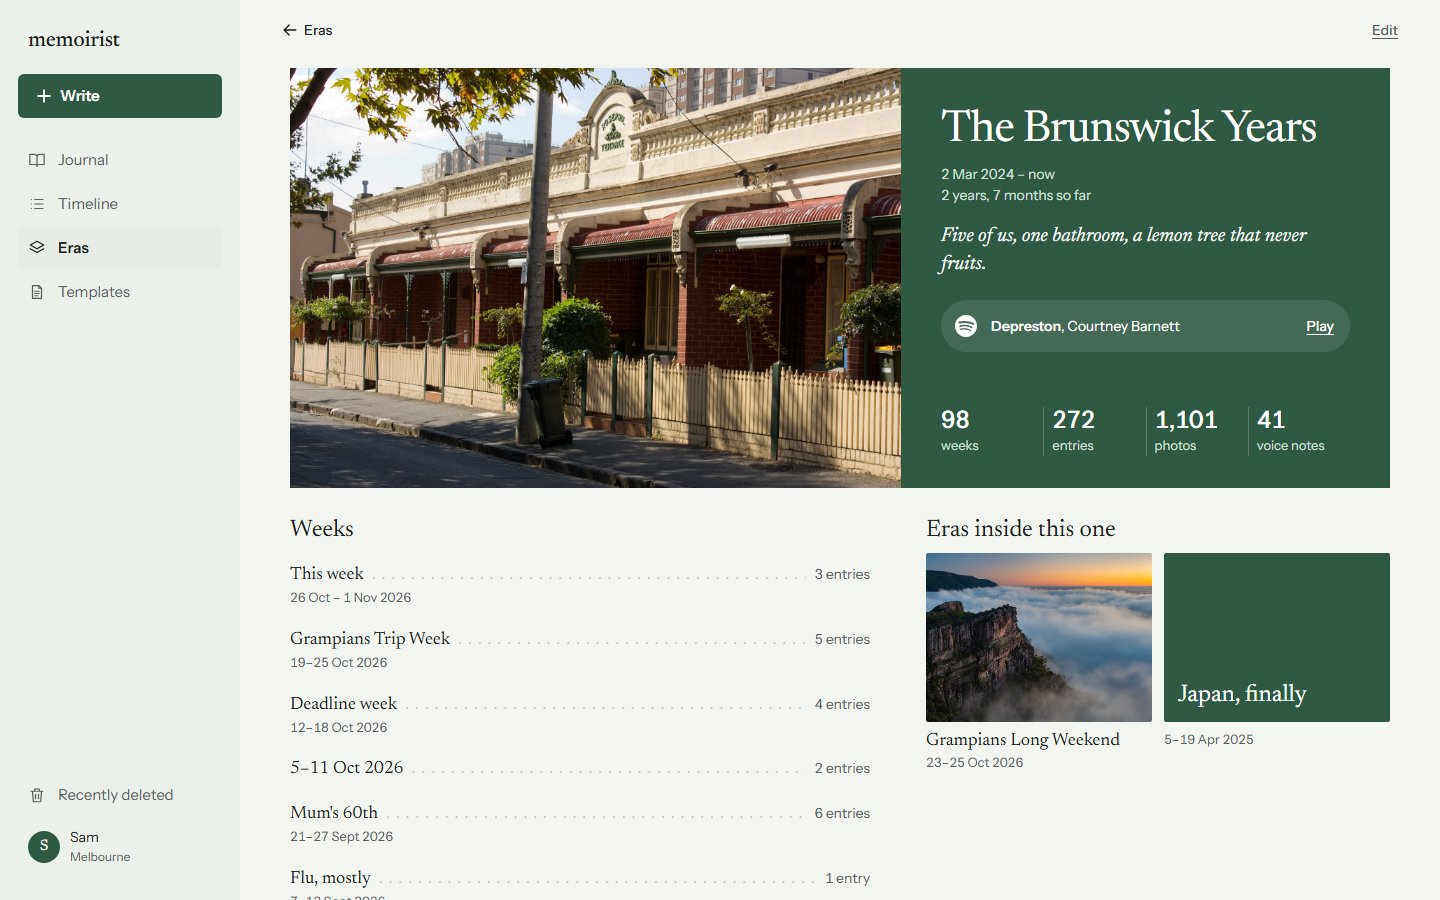 memoirist
Write
Journal
Timeline
Eras
Templates
Recently deleted
S
Sam
Melbourne
Eras
Edit
TERRACE
The Brunswick Years
2 Mar 2024 – now
2 years, 7 months so far
Five of us, one bathroom, a lemon tree that never
fruits.
Depreston, Courtney Barnett
Play
98
weeks
272
entries
1,101
photos
41
voice notes
Weeks
This week
3 entries
26 Oct – 1 Nov 2026
Grampians Trip Week
5 entries
19–25 Oct 2026
Deadline week
4 entries
12–18 Oct 2026
5–11 Oct 2026
2 entries
Mum's 60th
6 entries
21–27 Sept 2026
Flu, mostly
1 entry
Eras inside this one
Grampians Long Weekend
23–25 Oct 2026
Japan, finally
5–19 Apr 2025